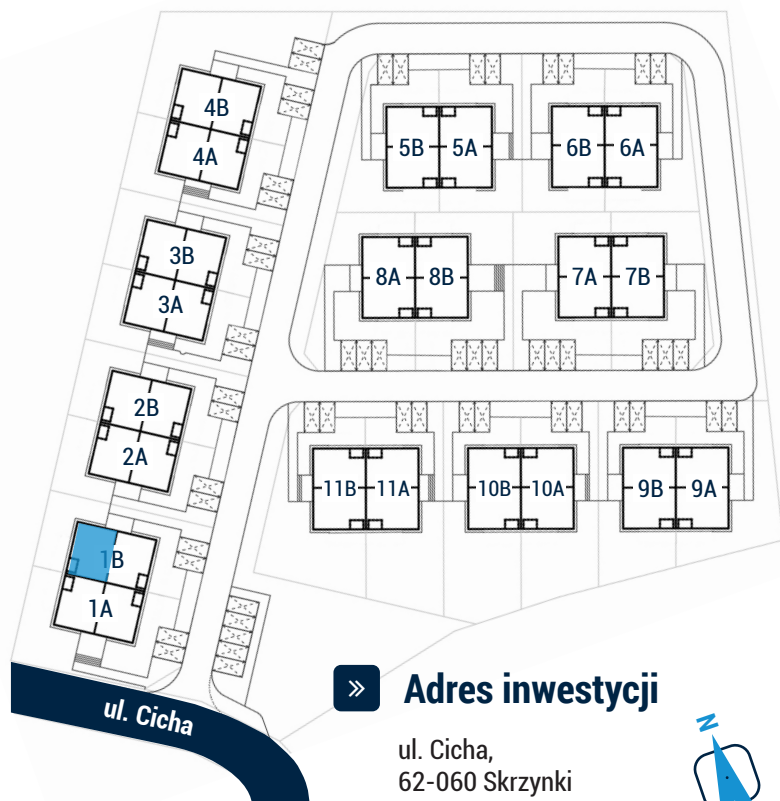 4B
4A
5B 5A
6B 6A
3B
3A
8A 8B
7A 7B
2B
2A
11B 11A
10B 10A
9B 9A
1B
1A
» Adres inwestycji
ul. Cicha
ul. Cicha,
62-060 Skrzynki
N